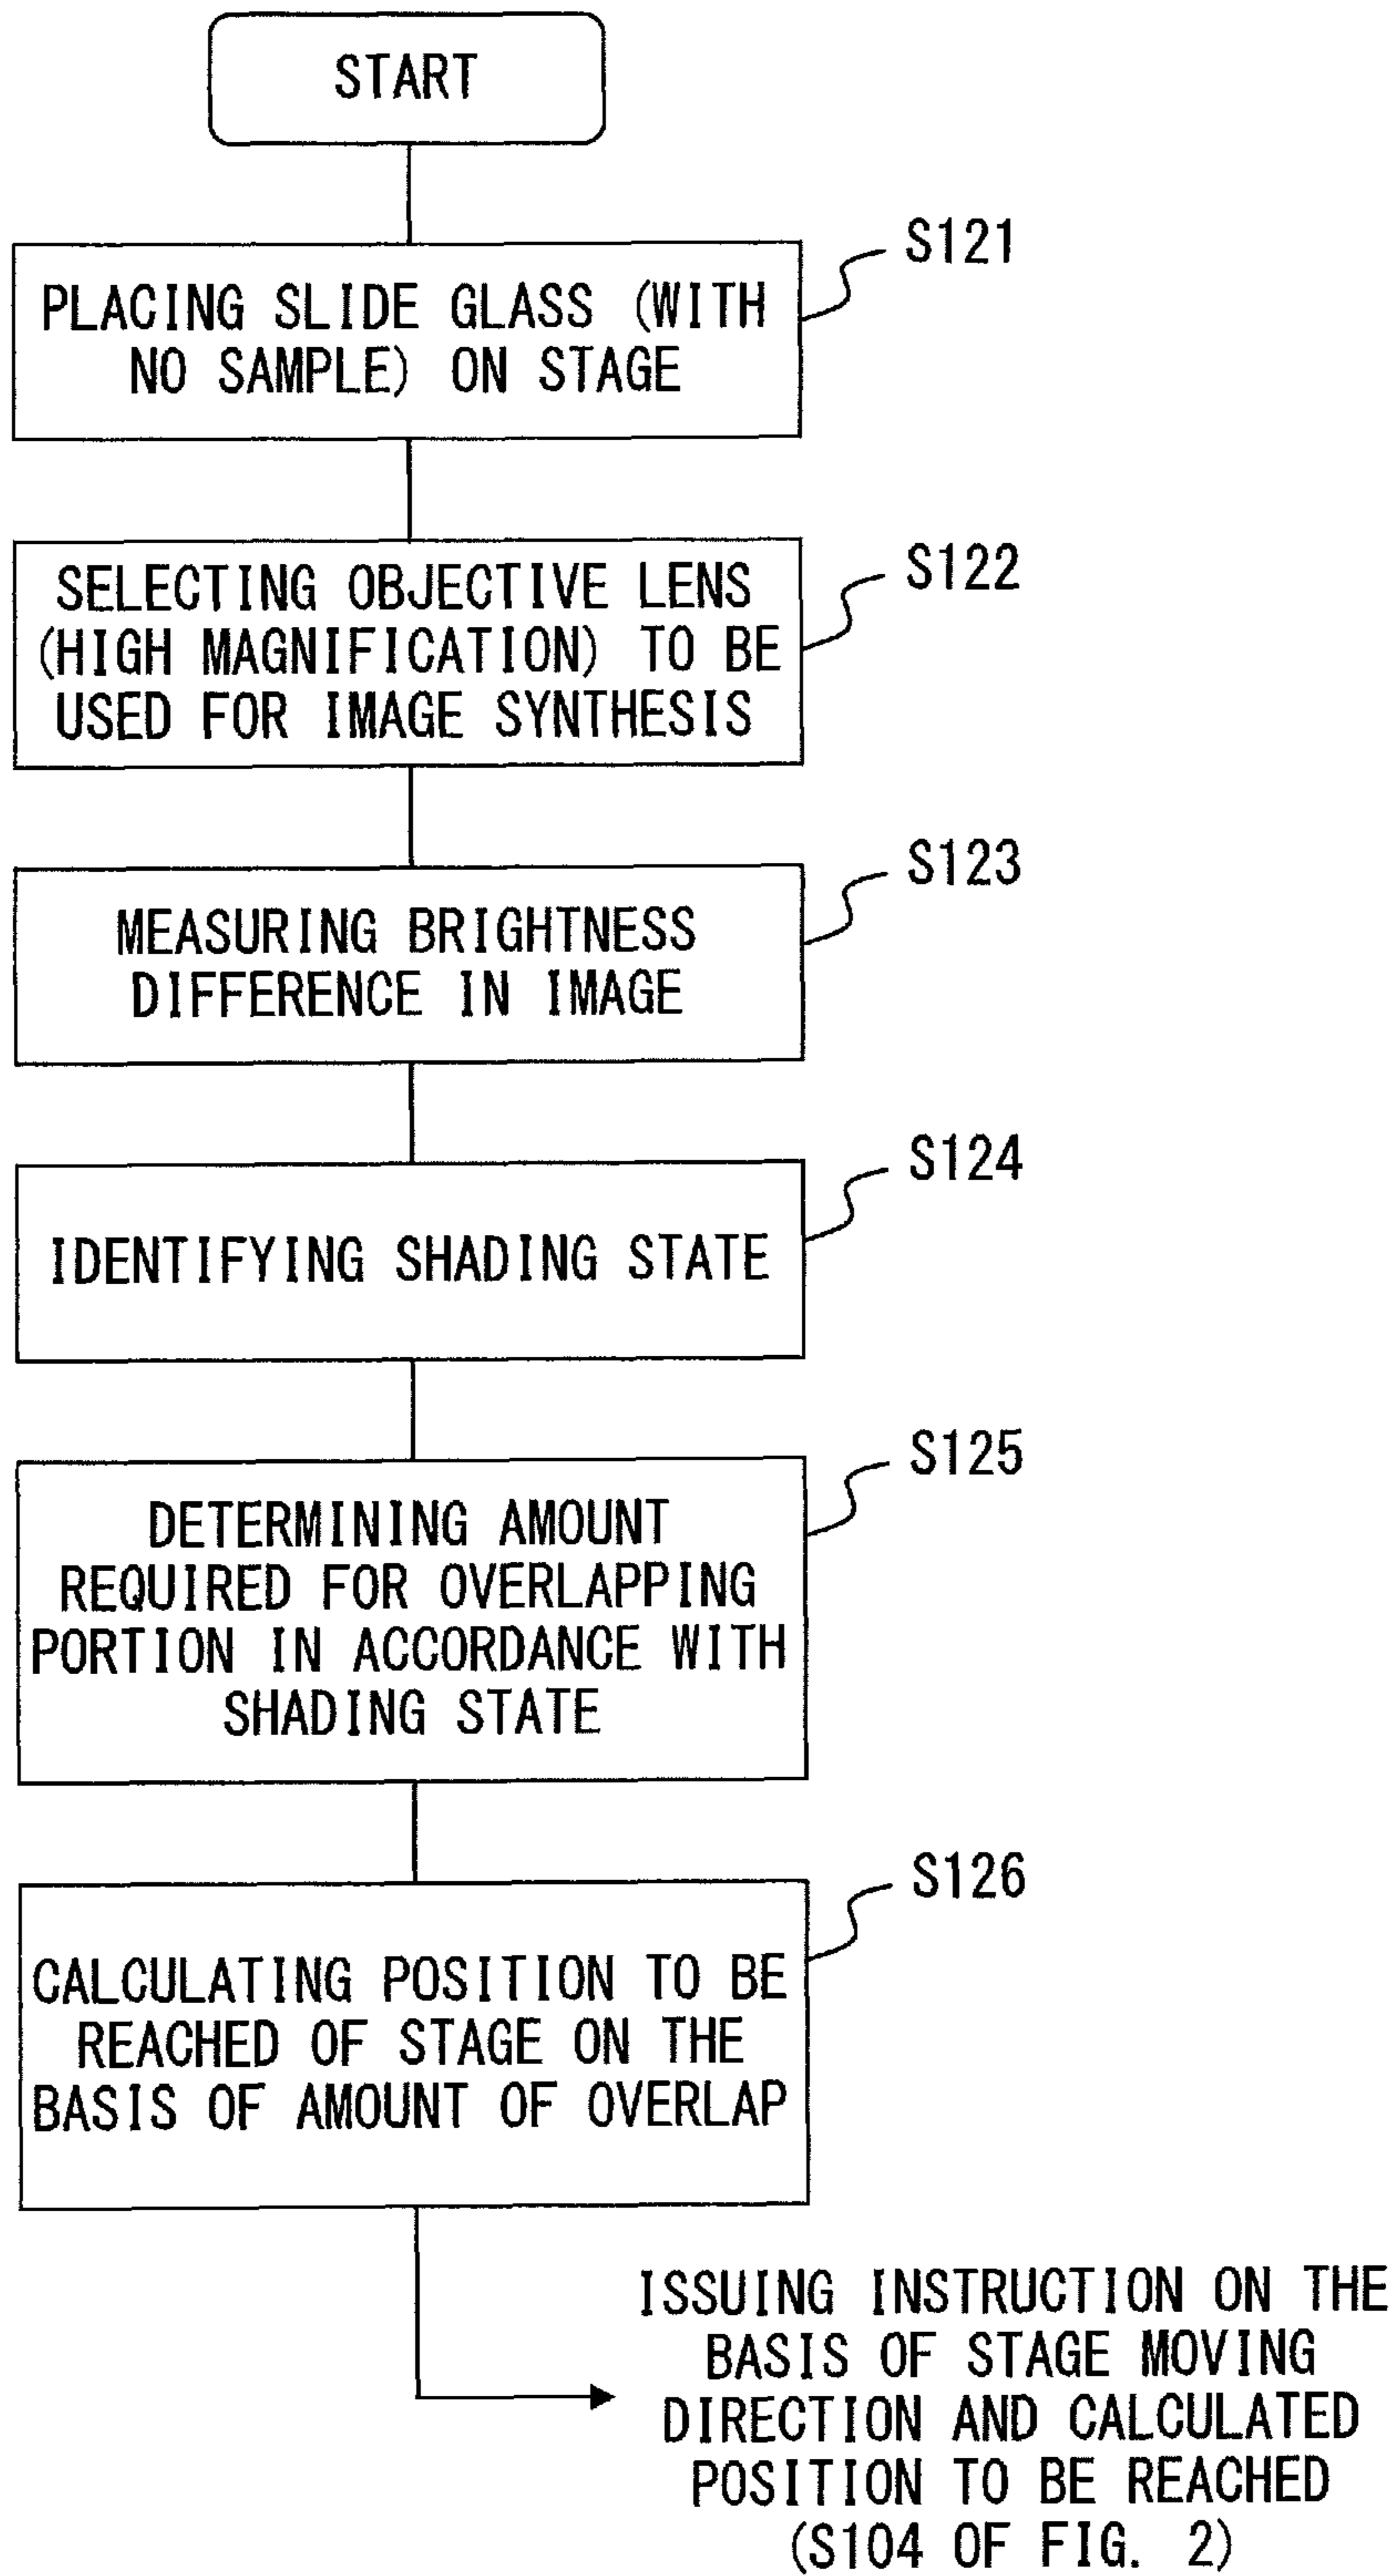 START
S121
PLACING SLIDE GLASS (WITH
NO SAMPLE) ON STAGE
S122
SELECTING OBJECTIVE LENS
(HIGH MAGNIFICATION) TO BE
USED FOR IMAGE SYNTHESIS
S123
MEASURING BRIGHTNESS
DIFFERENCE IN IMAGE
S124
IDENTIFYING SHADING STATE
S125
DETERMINING AMOUNT
REQUIRED FOR OVERLAPPING
PORTION IN ACCORDANCE WITH
SHADING STATE
S126
CALCULATING POSITION TO BE
REACHED OF STAGE ON THE
BASIS OF AMOUNT OF OVERLAP
ISSUING INSTRUCTION ON THE
BASIS OF STAGE MOVING
DIRECTION AND CALCULATED
POSITION TO BE REACHED
(S104 OF FIG. 2)